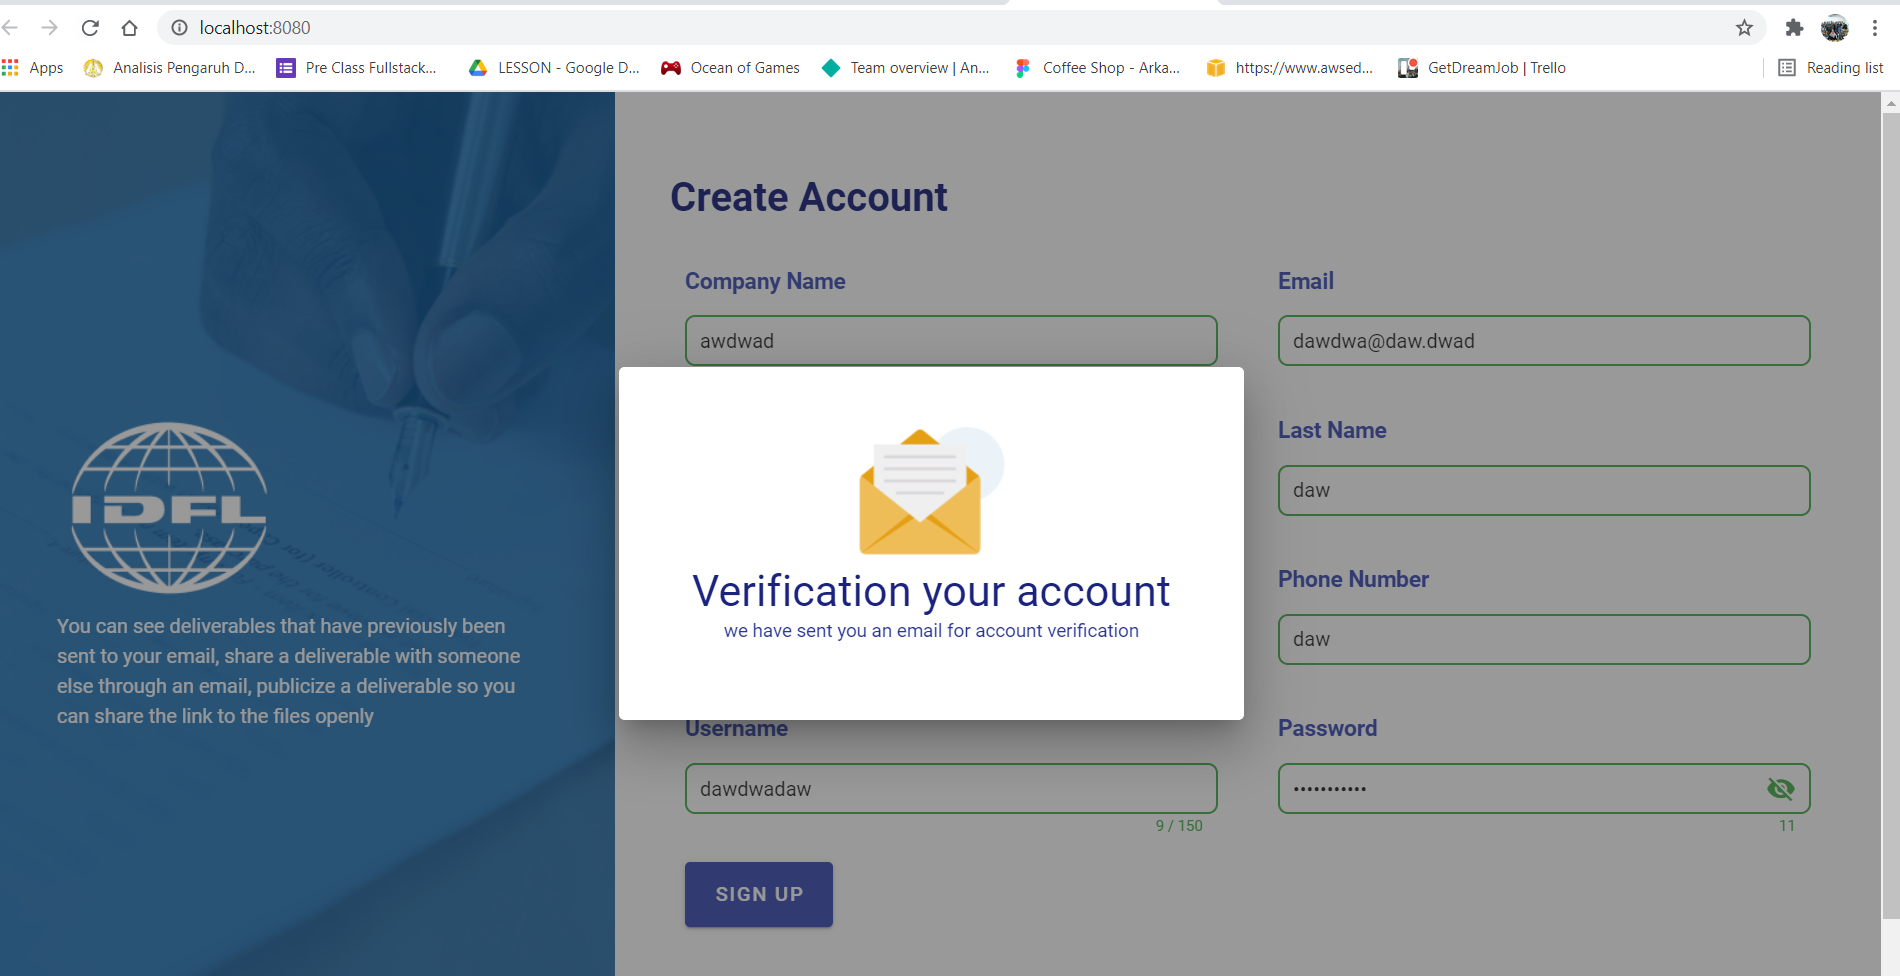 localhost:8080
Apps
Analisis Pengaruh D...
Pre Class Fullstack...
LESSON - Google D...
Ocean of Games
Team overview | An...
Coffee Shop - Arka...
https://www.awsed...
GetDreamJob | Trello
Reading list
IDFL
You can see deliverables that have previously been
sent to your email, share a deliverable with someone
else through an email, publicize a deliverable so you
can share the link to the files openly
Create Account
Company Name
awdwad
Email
dawdwa@daw.dwad
Last Name
daw
Phone Number
daw
Verification your account
we have sent you an email for account verification
Username
dawdwadaw
9 / 150
Password
•••••••••••
11
SIGN UP